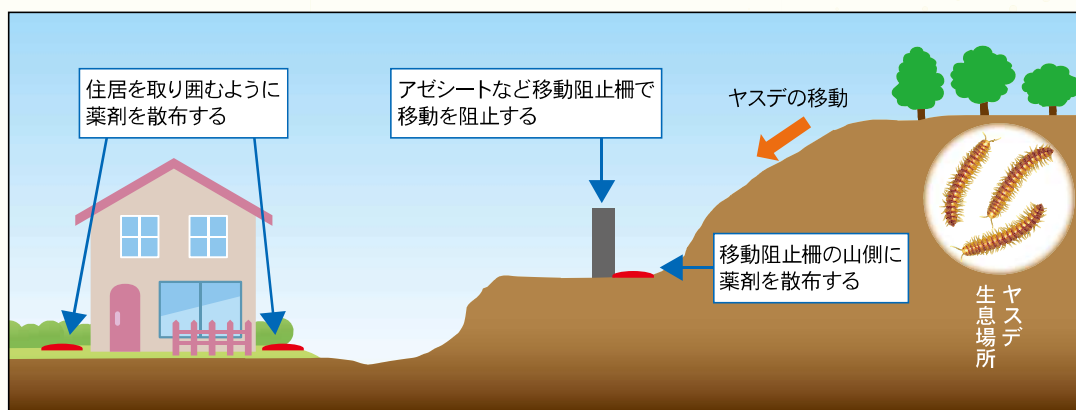 住居を取り囲むように
薬剤を散布する
アゼシートなど移動阻止柵で
移動を阻止する
ヤスデの移動
移動阻止柵の山側に
薬剤を散布する
ヤスデ
生息場所